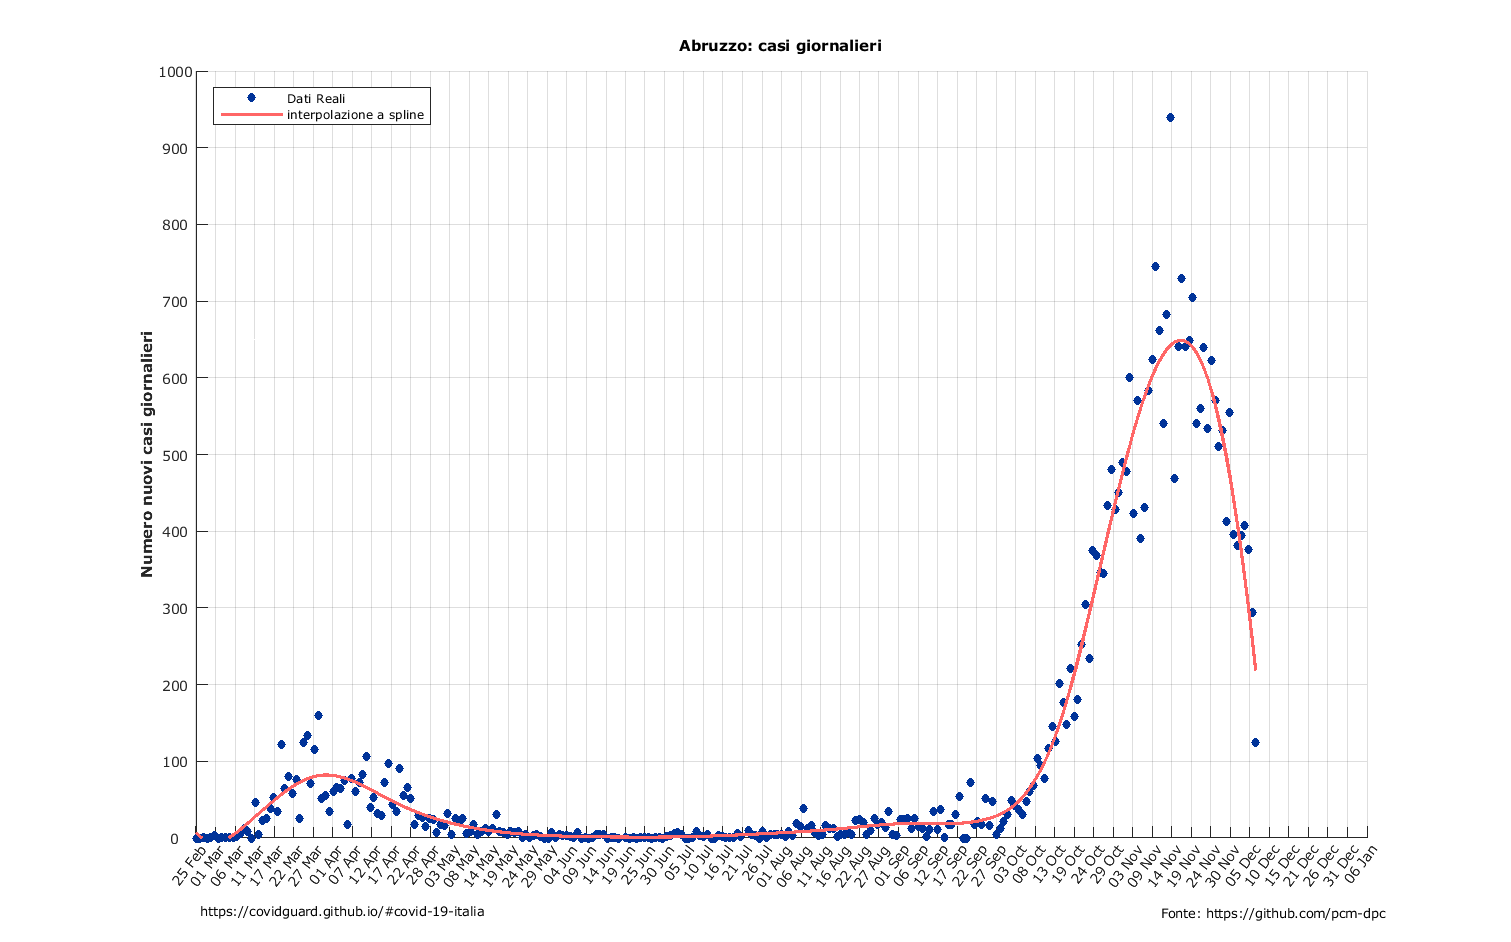 Abruzzo: casi giornalieri
Dati Reali
interpolazione a spline
Numero nuovi casi giornalieri
1000
900
800
700
600
500
400
300
200
100
0
25 Feb
01 Mar
06 Mar
11 Mar
17 Mar
22 Mar
27 Mar
01 Apr
07 Apr
12 Apr
17 Apr
22 Apr
28 Apr
03 May
08 May
14 May
19 May
24 May
29 May
04 Jun
09 Jun
14 Jun
19 Jun
25 Jun
30 Jun
05 Jul
10 Jul
16 Jul
21 Jul
26 Jul
01 Aug
06 Aug
11 Aug
16 Aug
22 Aug
27 Aug
01 Sep
06 Sep
12 Sep
17 Sep
22 Sep
27 Sep
03 Oct
08 Oct
13 Oct
19 Oct
24 Oct
29 Oct
03 Nov
09 Nov
14 Nov
19 Nov
24 Nov
30 Nov
05 Dec
10 Dec
15 Dec
21 Dec
26 Dec
31 Dec
06 Jan
https://covidguard.github.io/#covid-19-italia
Fonte: https://github.com/pcm-dpc